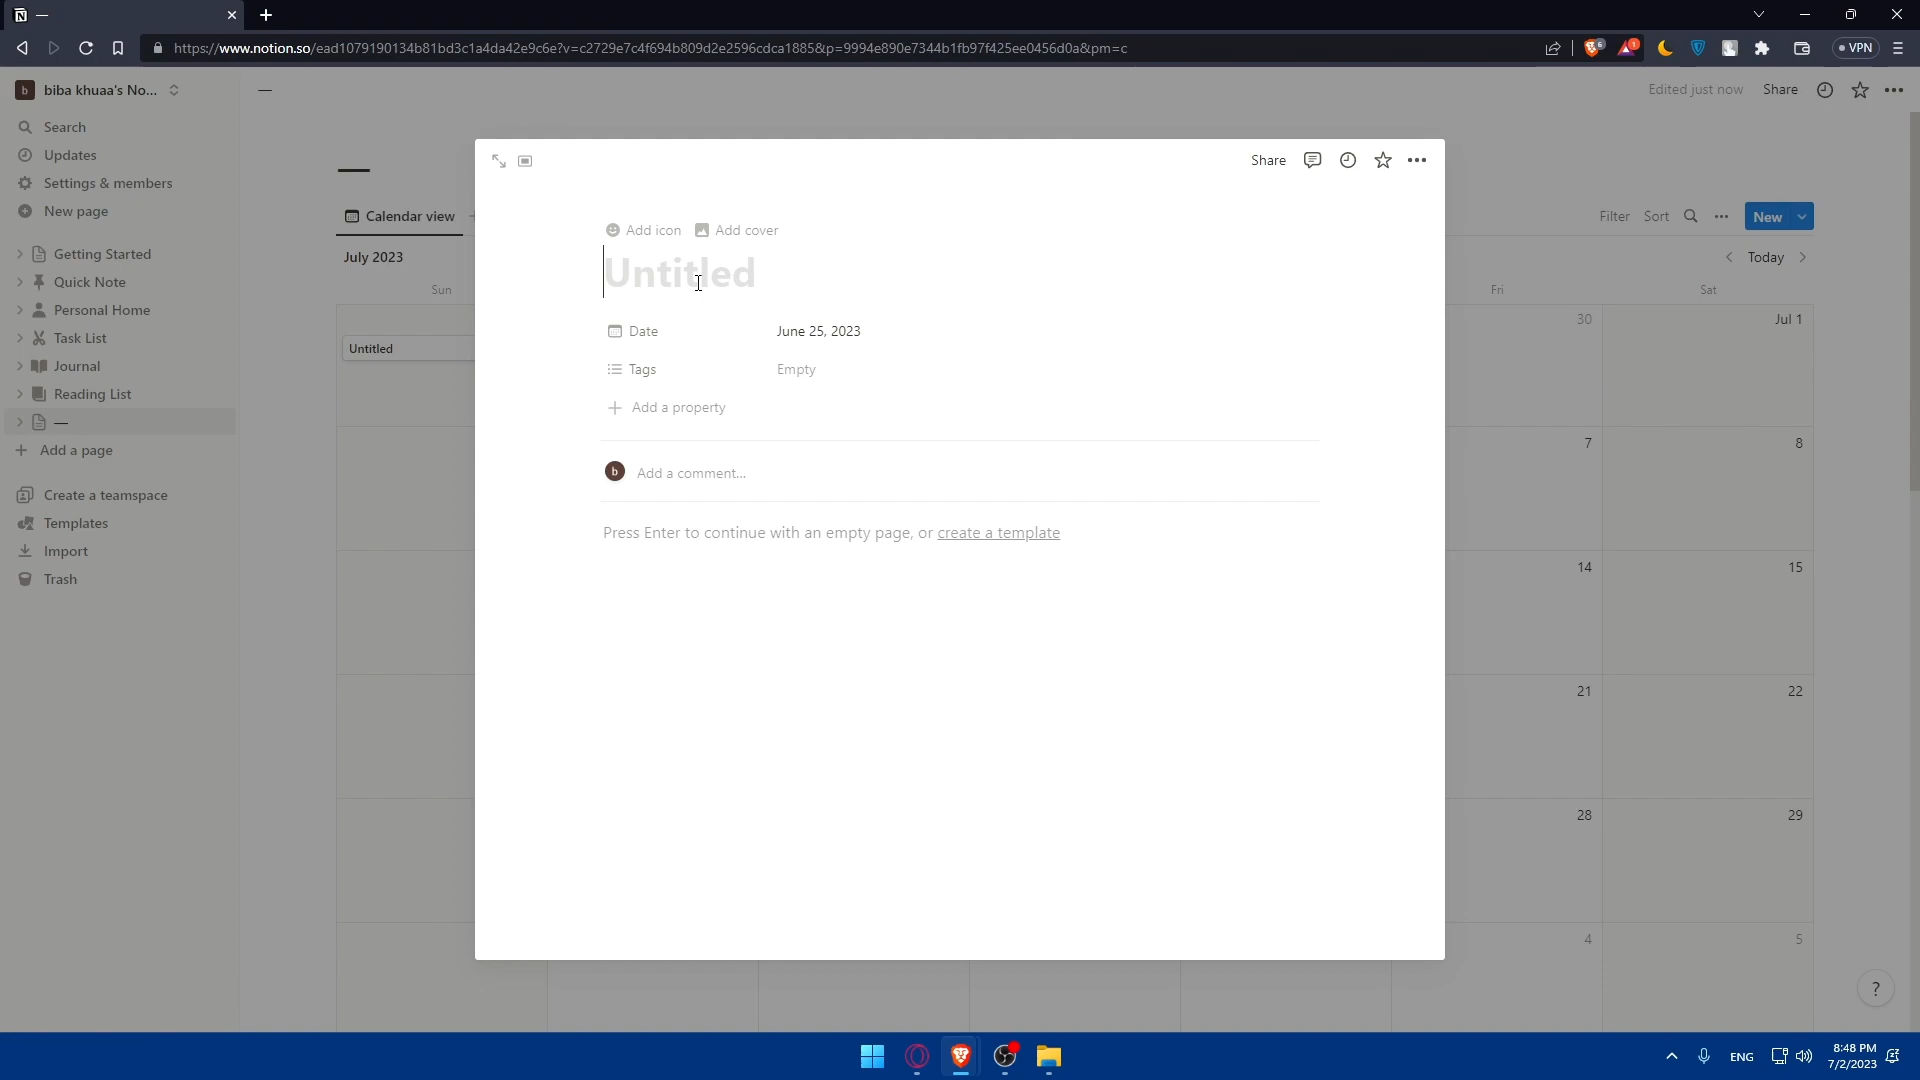 —
https://www.notion.so/ead1079190134b81bd3c1a4da42e9c6e?v=c2729e7c4f694b809d2e2596cdca1885&p=9994e890e7344b1fb97f425ee0456d0a&pm=c
6
1
VPN
b biba khuaa's No...
—
Edited just now
Share
Search
Updates
Settings & members
New page
Getting Started
Quick Note
Personal Home
Task List
Journal
Reading List
—
Add a page
Create a teamspace
Templates
Import
Trash
—
Calendar view
Filter
Sort
New
July 2023
Today
Sun
Fri
Sat
Untitled
30
Jul 1
7
8
14
15
21
22
28
29
4
5
Share
Add icon
Add cover
Untitled
Date
June 25, 2023
Tags
Empty
Add a property
b
Add a comment...
Press Enter to continue with an empty page, or create a template
?
ENG
8:48 PM
7/2/2023